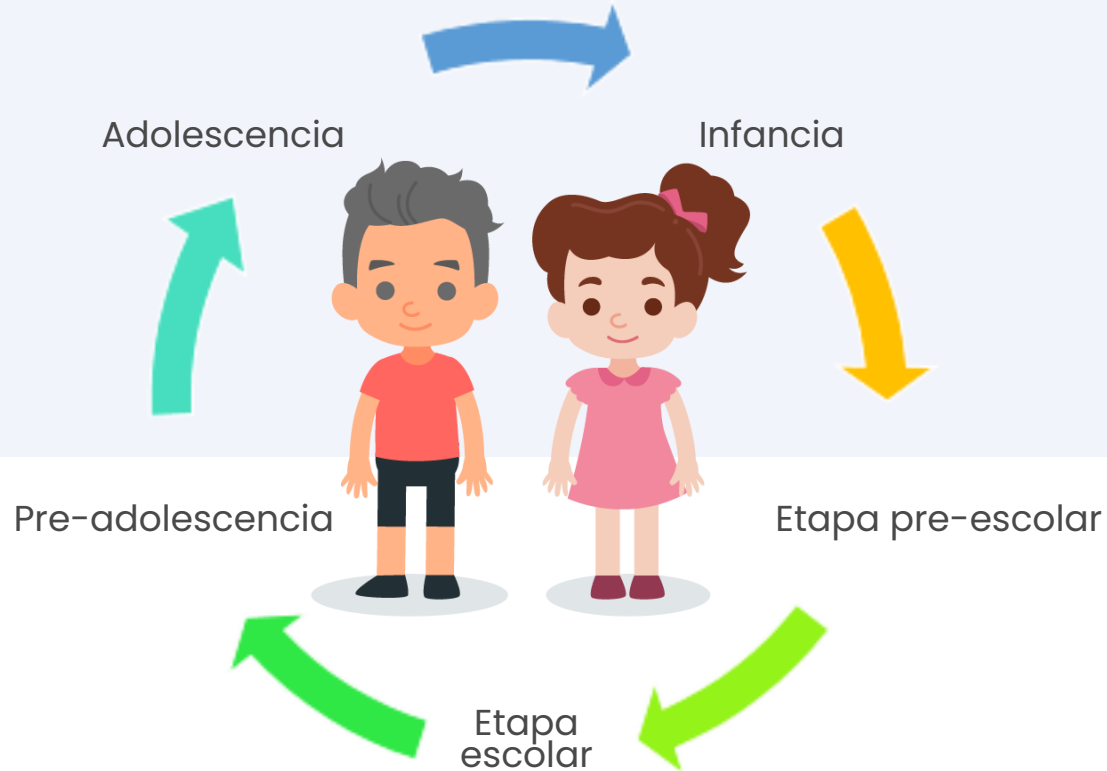 Adolescencia
Infancia
Pre-adolescencia
Etapa pre-escolar
Etapa
escolar